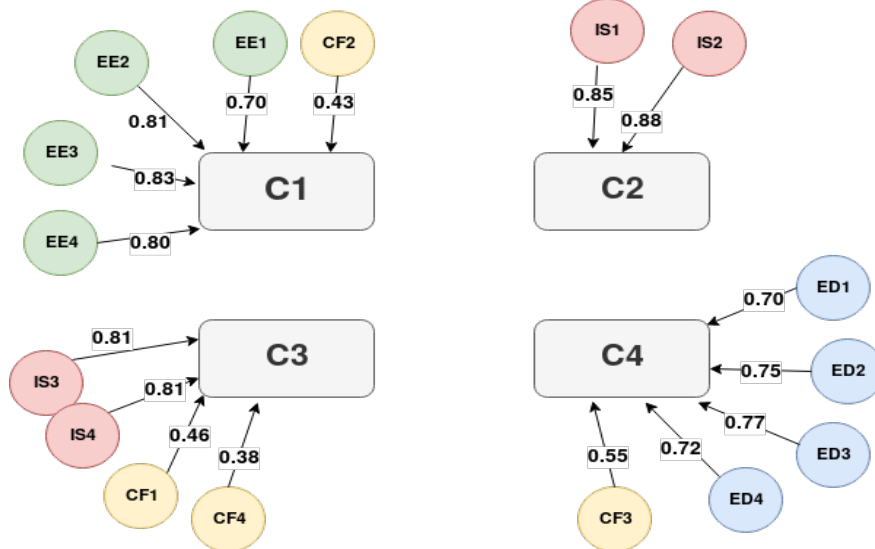 EE1
CF2
IS1
IS2
EE2
0.70
0.43
0.85
0.81
0.88
EE3
0.83
C1
C2
EE4
0.80
ED1
0.70
0.81
C3
C4
ED2
0.75
IS3
0.81
IS4
0.46
0.38
0.55
0.72
0.77
ED3
CF1
CF4
CF3
ED4